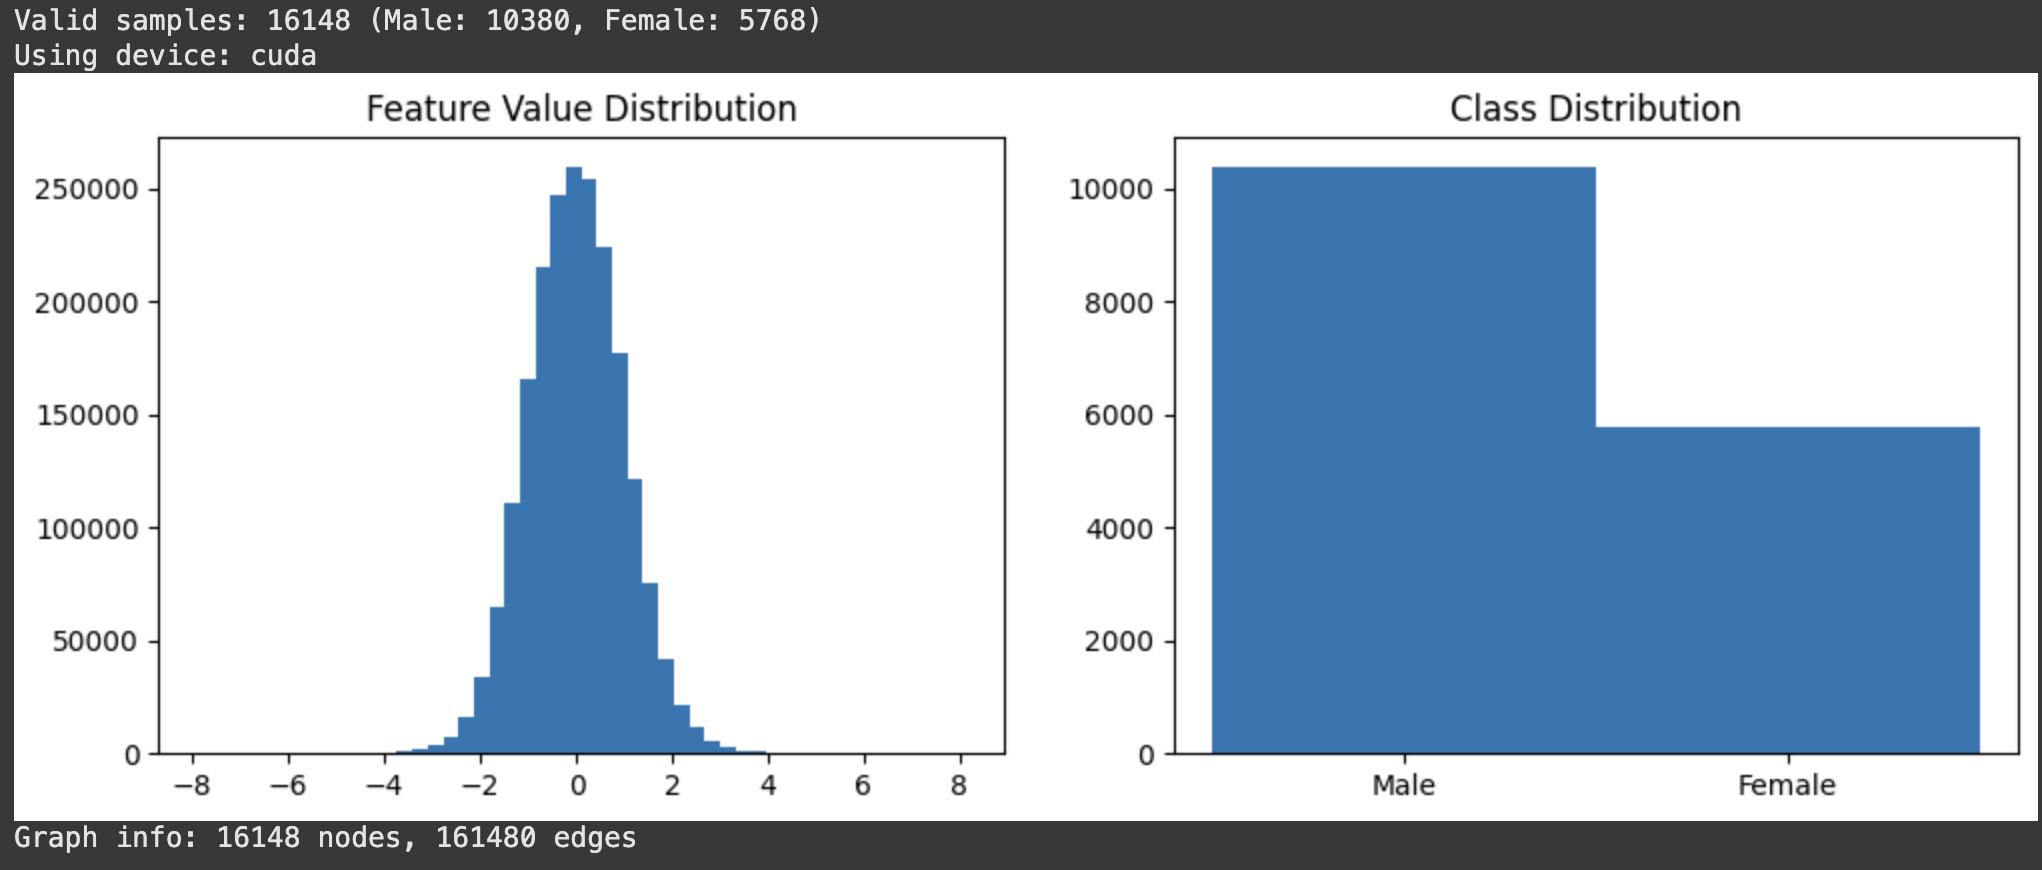 Valid samples: 16148 (Male: 10380, Female: 5768)
Using device: cuda
Feature Value Distribution
250000
200000
150000
100000
50000
0
−8 −6 −4 −2 0 2 4 6 8
Class Distribution
10000
8000
6000
4000
2000
0
Male Female
Graph info: 16148 nodes, 161480 edges